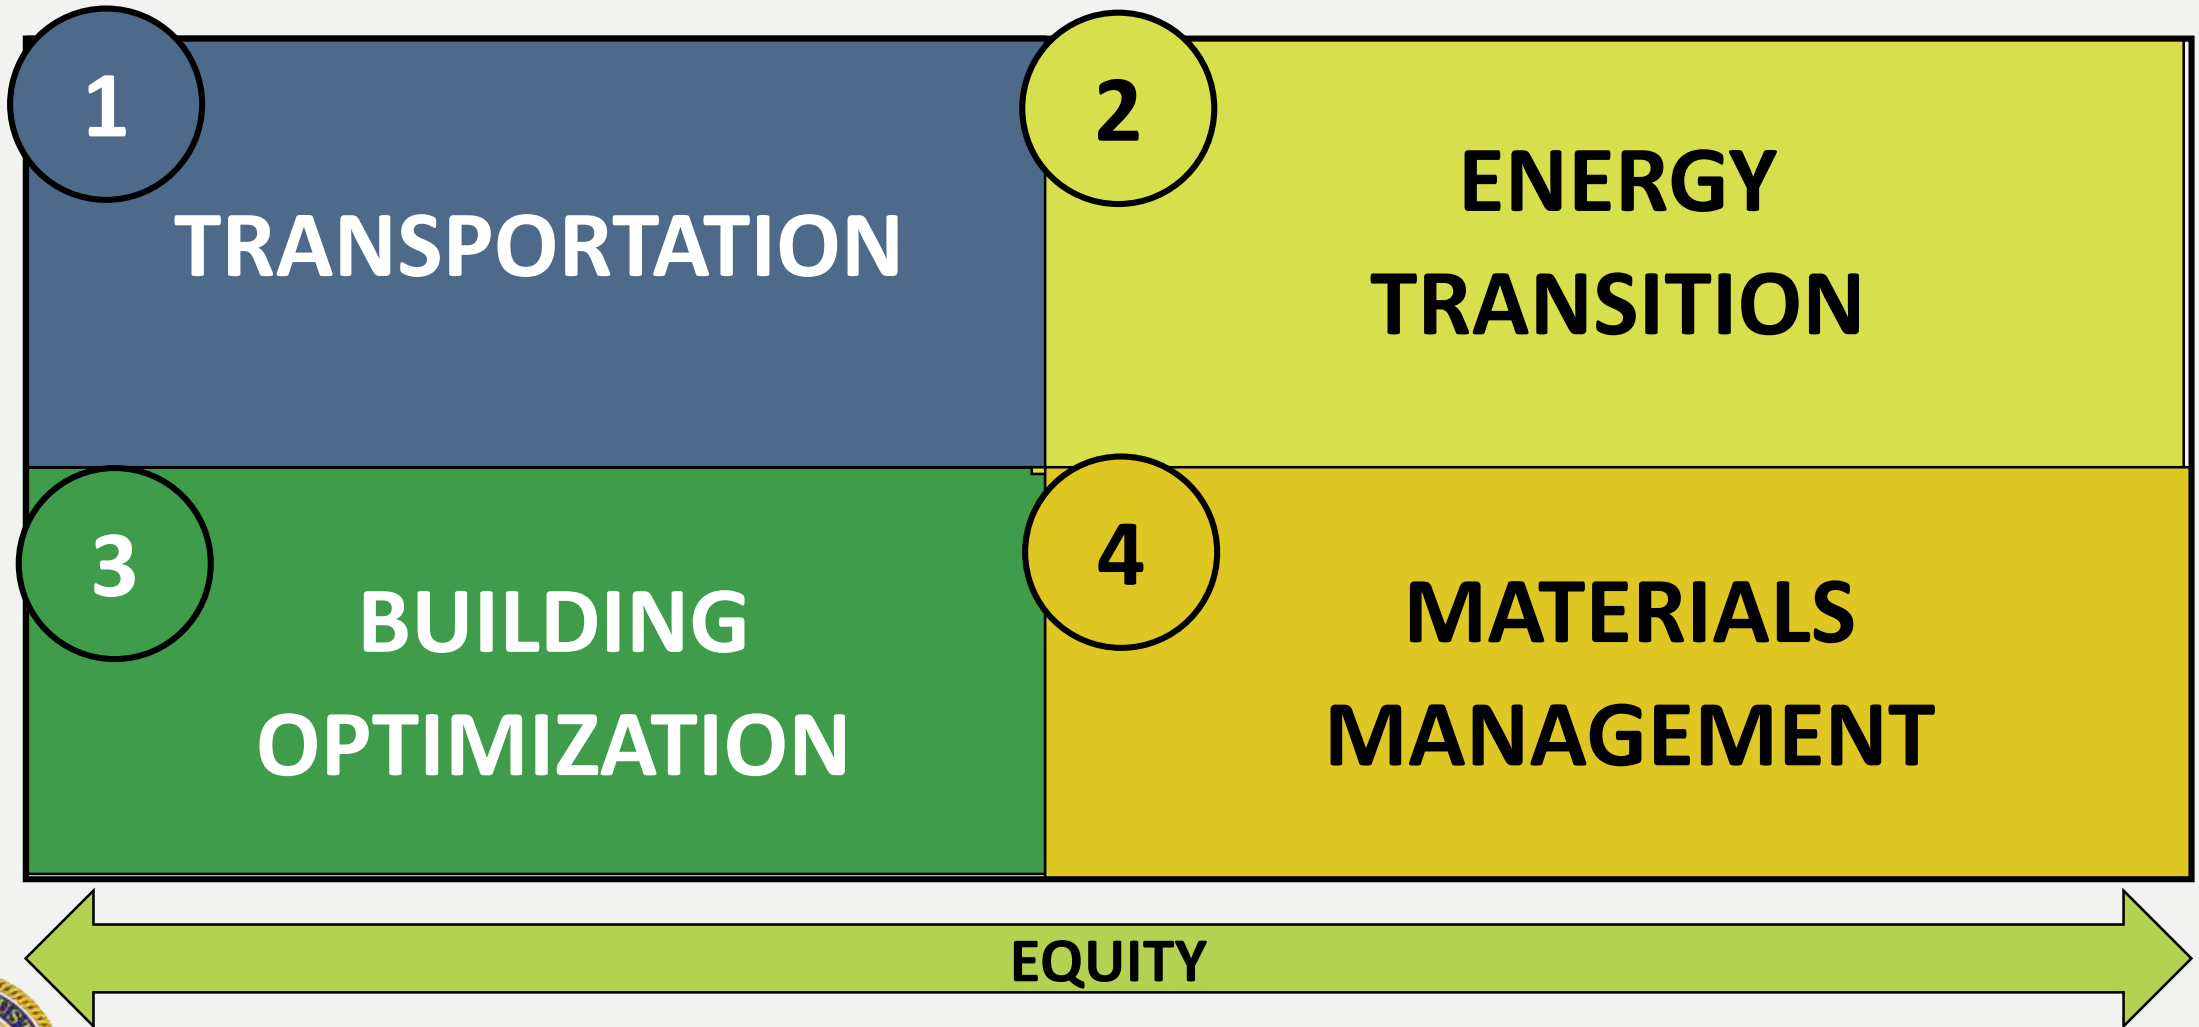 1
TRANSPORTATION
2
ENERGY
TRANSITION
3
BUILDING
OPTIMIZATION
4
MATERIALS
MANAGEMENT
EQUITY